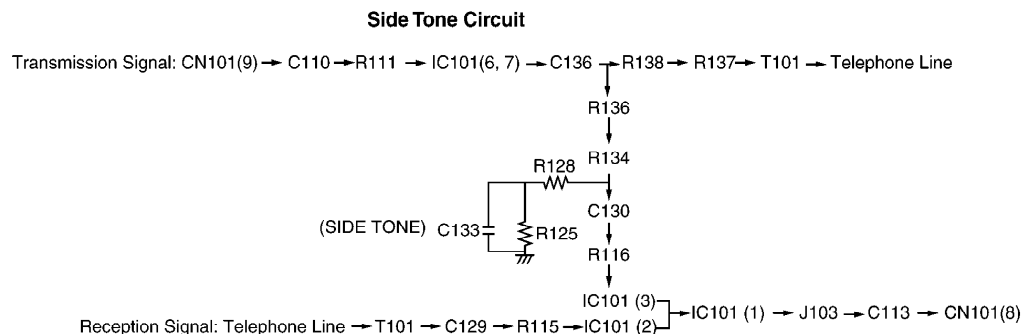 Side Tone Circuit
Transmission Signal: CN101(9) → C110 → R111 → IC101(6, 7) → C136 → R138 → R137 → T101 → Telephone Line
R136
R134
R128
C130
(SIDE TONE) C133 R125
R116
IC101 (3)
IC101 (1) → J103 → C113 → CN101(8)
Reception Signal: Telephone Line → T101 → C129 → R115 → IC101 (2)